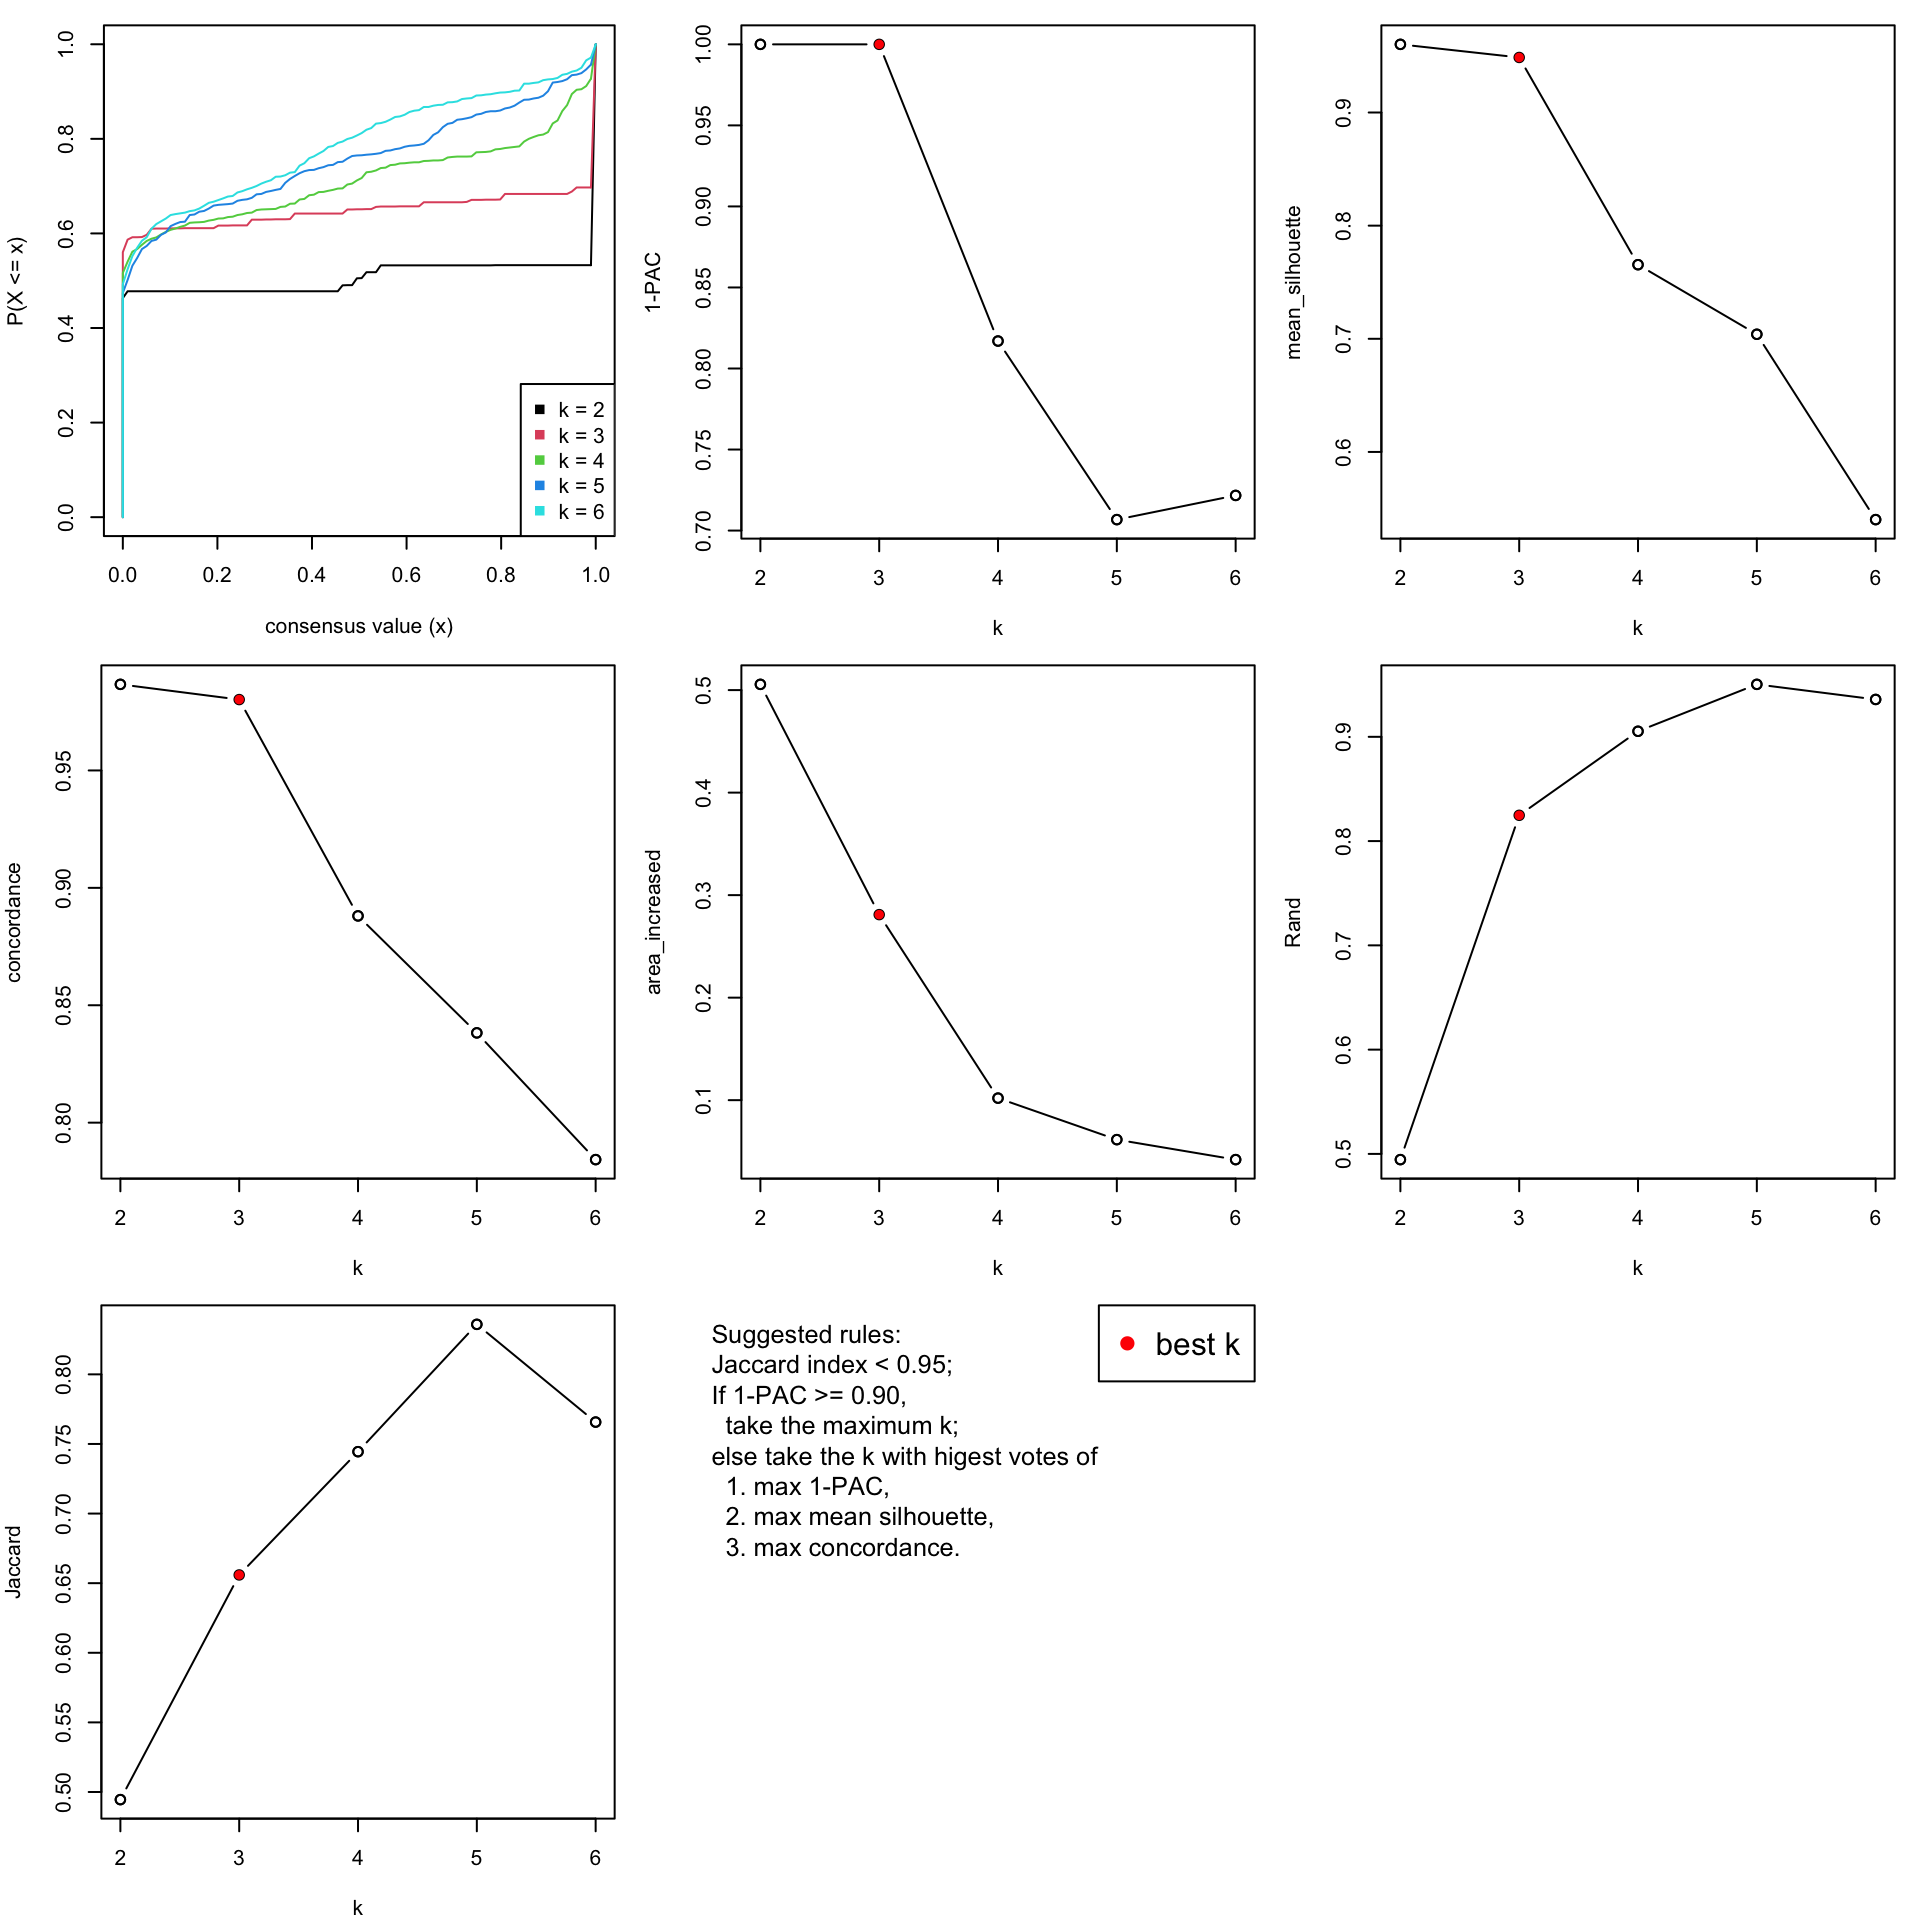 P(X <= x)
1.0
0.8
0.6
0.4
0.2
0.0
k = 2
k = 3
k = 4
k = 5
k = 6
0.0 0.2 0.4 0.6 0.8 1.0
consensus value (x)
1-PAC
1.00
0.95
0.90
0.85
0.80
0.75
0.70
2 3 4 5 6
k
mean_silhouette
0.9
0.8
0.7
0.6
2 3 4 5 6
k
concordance
0.95
0.90
0.85
0.80
2 3 4 5 6
k
area_increased
0.5
0.4
0.3
0.2
0.1
2 3 4 5 6
k
Rand
0.9
0.8
0.7
0.6
0.5
2 3 4 5 6
k
Jaccard
0.80
0.75
0.70
0.65
0.60
0.55
0.50
2 3 4 5 6
k
Suggested rules:
Jaccard index < 0.95;
If 1-PAC >= 0.90,
take the maximum k;
else take the k with higest votes of
1. max 1-PAC,
2. max mean silhouette,
3. max concordance.
best k